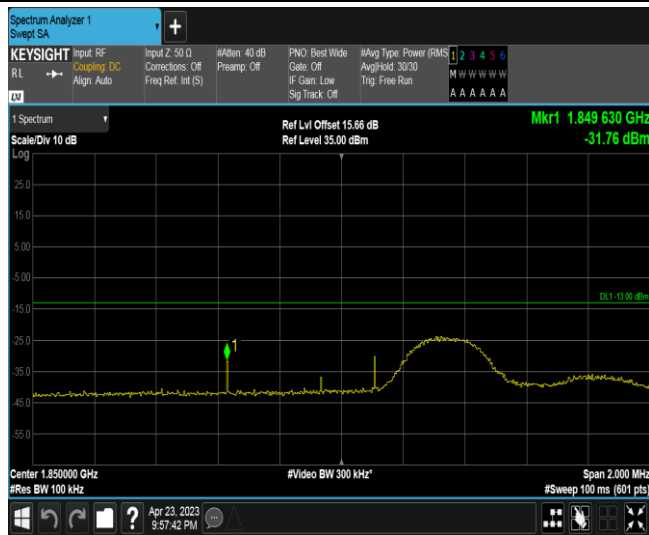 Spectrum Analyzer 1
Swept SA
+
KEYSIGHT Input: RF Input Z: 50 Ω #Atten: 40 dB PNO: Best Wide #Avg Type: Power (RMS 1 2 3 4 5 6
RL Coupling: DC Corrections: Off Preamp: Off Gate: Off Avg|Hold: 30/30 M W W W W W
Align: Auto Freq Ref: Int (S) IF Gain: Low Trig: Free Run
Sig Track: Off A A A A A A
LXI
1 Spectrum Ref Lvl Offset 15.66 dB Mkr1 1.849 630 GHz
Scale/Div 10 dB Ref Level 35.00 dBm -31.76 dBm
Log
25.0
15.0
5.00
-5.00
DL1 -13.00 dBm
-15.0
-25.0
1
-35.0
-45.0
-55.0
Center 1.850000 GHz #Video BW 300 kHz* Span 2.000 MHz
#Res BW 100 kHz #Sweep 100 ms (601 pts)
? Apr 23, 2023
9:57:42 PM